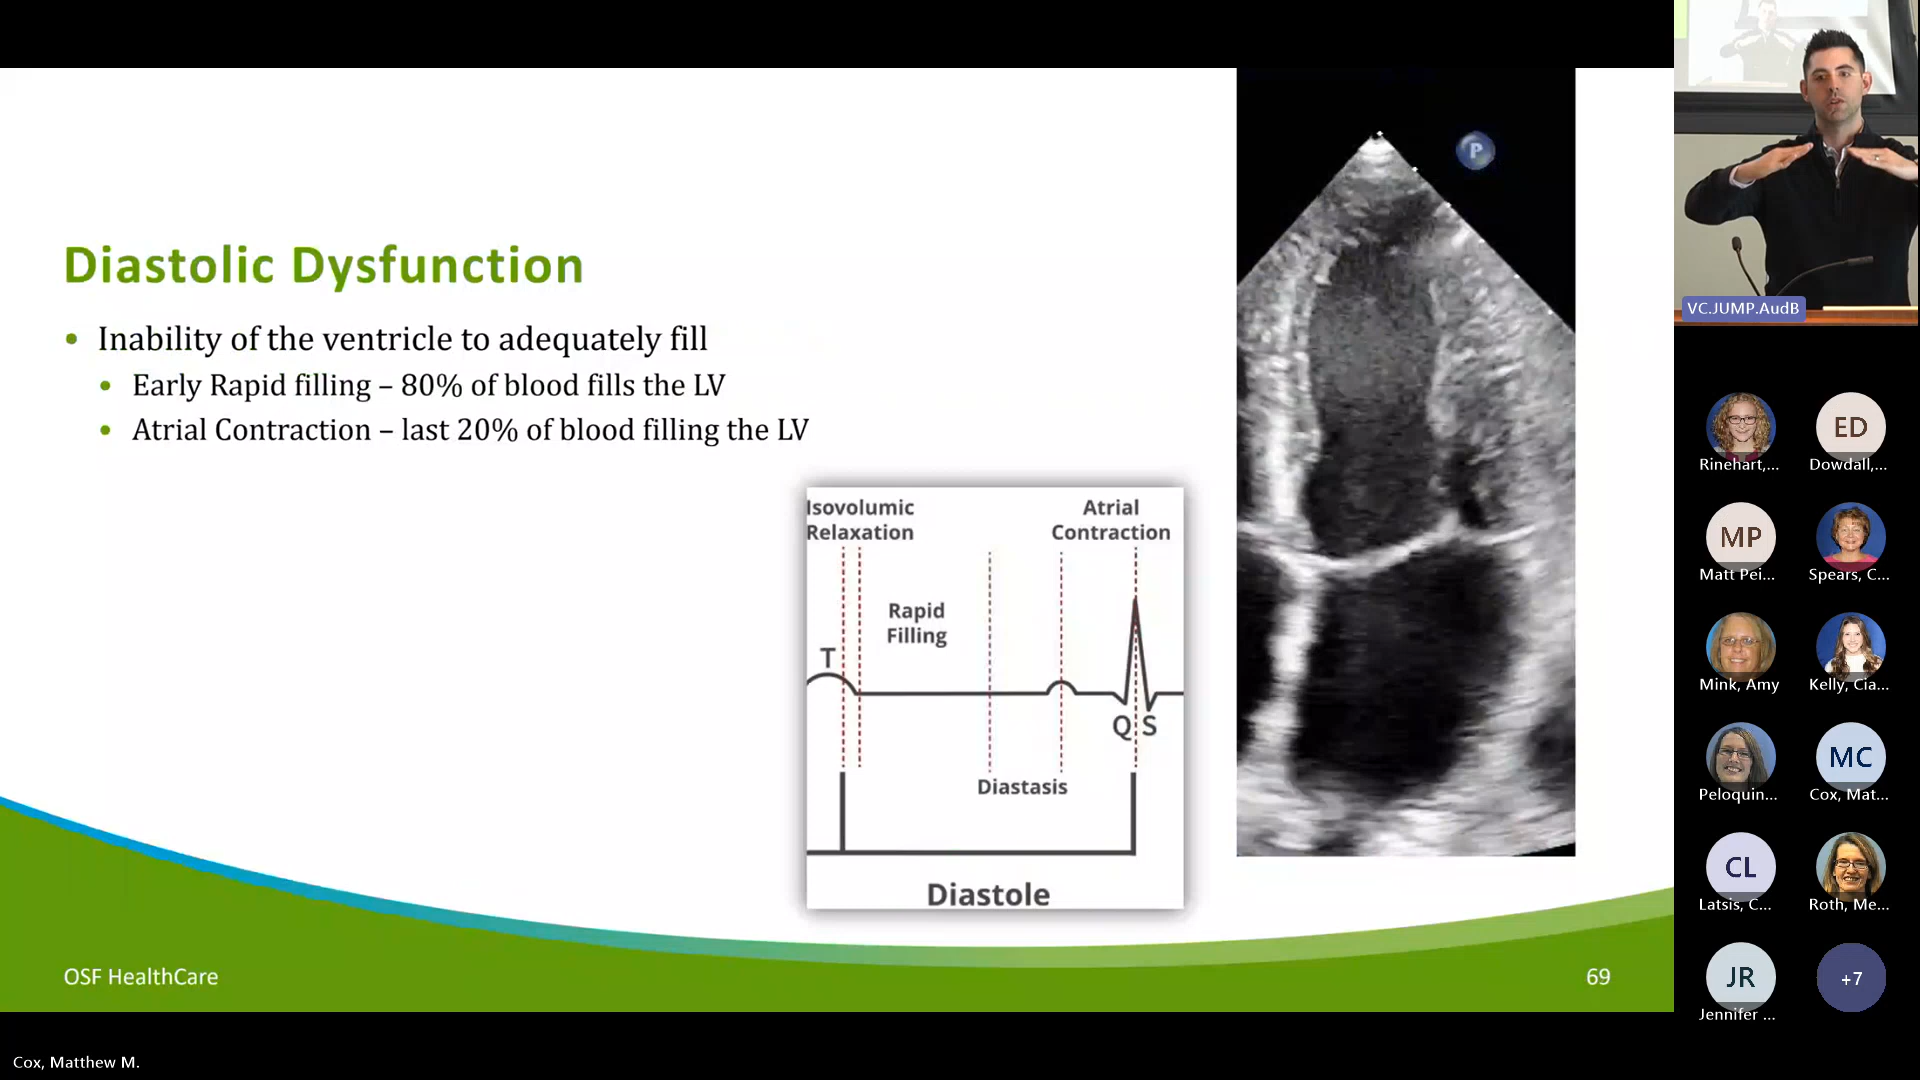 Diastolic Dysfunction
Inability of the ventricle to adequately fill
Early Rapid filling – 80% of blood fills the LV
Atrial Contraction – last 20% of blood filling the LV
Isovolumic
Relaxation
Atrial
Contraction
Rapid
Filling
T
Q S
Diastasis
Diastole
P
OSF HealthCare
69
VC.JUMP.AudB
Rinehart,...
ED
Dowdall,...
MP
Matt Pei...
Spears, C...
Mink, Amy
Kelly, Cia...
Peloquin...
MC
Cox, Mat...
CL
Latsis, C...
Roth, Me...
JR
Jennifer ...
+7
Cox, Matthew M.